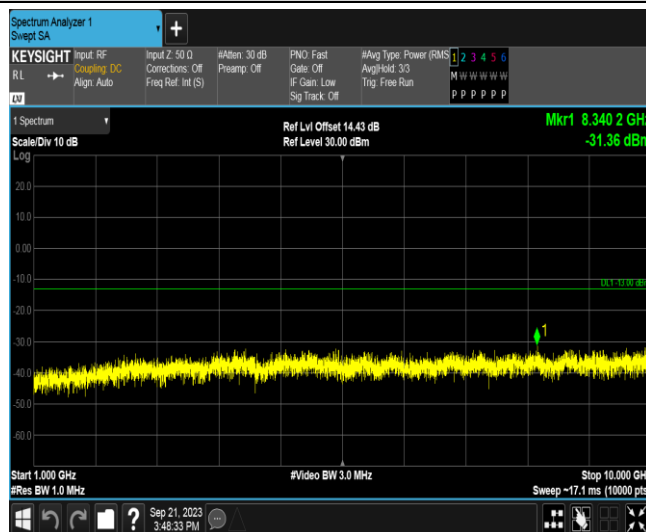 Spectrum Analyzer 1
Swept SA
KEYSIGHT
RL
LXI
Input: RF
Coupling: DC
Align: Auto
Input Z: 50 Ω
Corrections: Off
Freq Ref: Int (S)
#Atten: 30 dB
Preamp: Off
PNO: Fast
Gate: Off
IF Gain: Low
Sig Track: Off
#Avg Type: Power (RMS
Avg|Hold: 3/3
Trig: Free Run
1 2 3 4 5 6
M W W W W W
P P P P P P
1 Spectrum
Scale/Div 10 dB
Log
Ref Lvl Offset 14.43 dB
Ref Level 30.00 dBm
Mkr1 8.340 2 GHz
-31.36 dBm
20.0
10.0
0.00
-10.0
DL1 -13.00 dBm
-20.0
-30.0
1
-40.0
-50.0
-60.0
Start 1.000 GHz
#Res BW 1.0 MHz
#Video BW 3.0 MHz
Stop 10.000 GHz
Sweep ~17.1 ms (10000 pts
Sep 21, 2023
3:48:33 PM